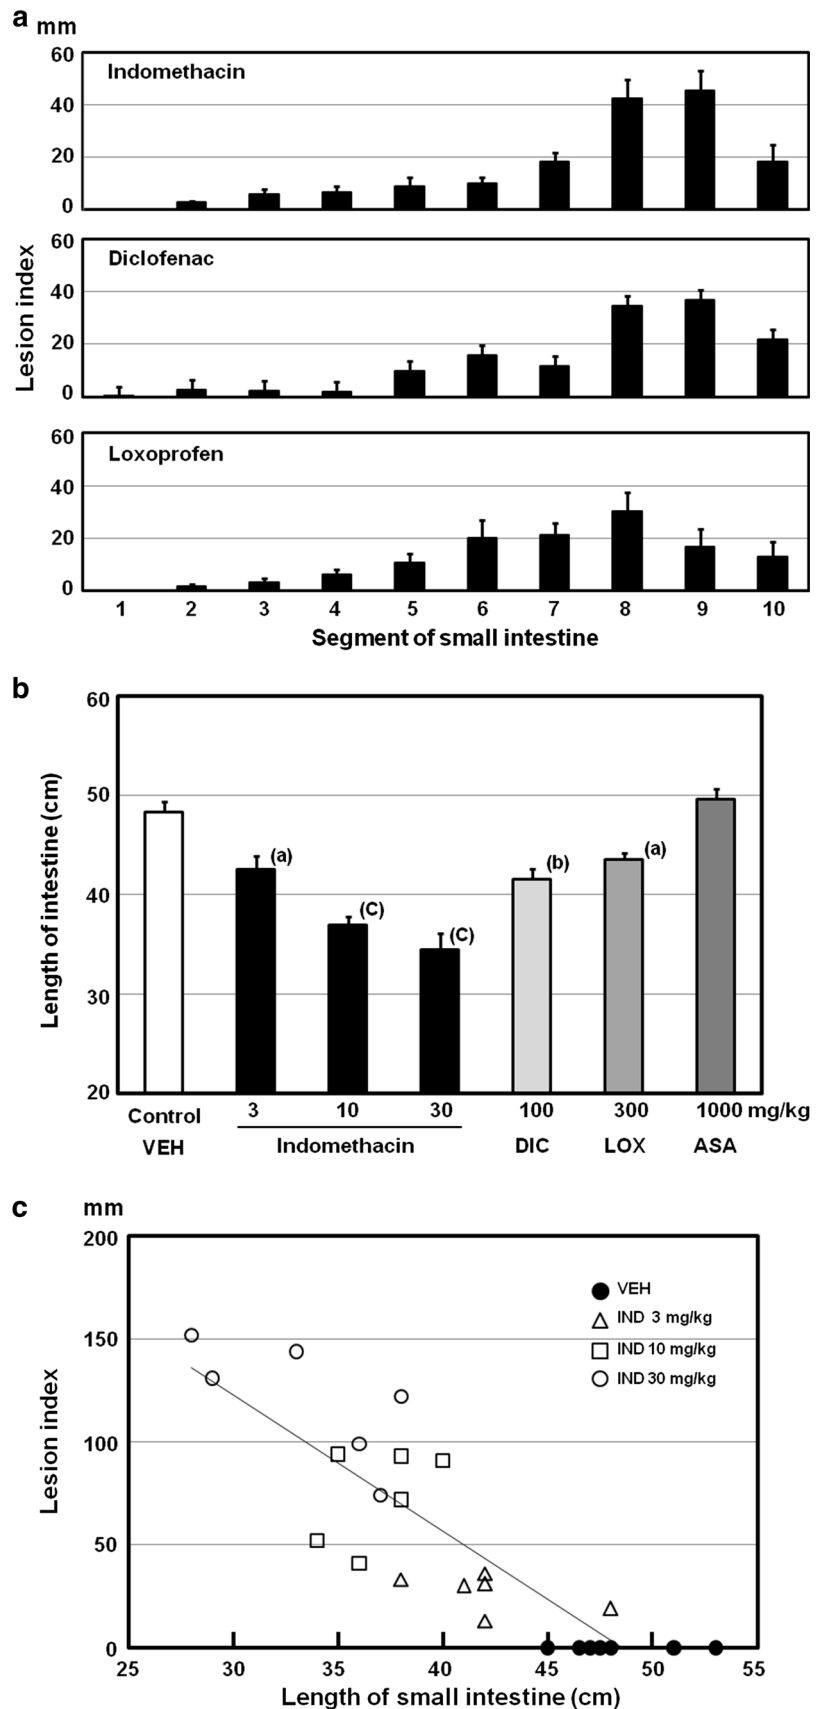 a mm
60
Indomethacin
40
20
0
60
Diclofenac
40
20
0
60
Loxoprofen
40
20
0
Lesion index
1 2 3 4 5 6 7 8 9 10
Segment of small intestine
b
60
50
40
30
20
Length of intestine (cm)
(a)
(C)
(C)
(b)
(a)
Control 3 10 30 100 300 1000 mg/kg
VEH Indomethacin DIC LOX ASA
c mm
200
150
100
50
0
Lesion index
VEH
IND 3 mg/kg
IND 10 mg/kg
IND 30 mg/kg
25 30 35 40 45 50 55
Length of small intestine (cm)